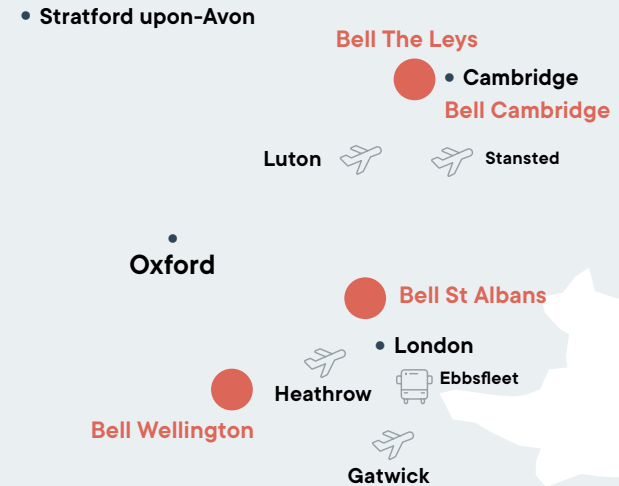 Stratford upon-Avon
Bell The Leys
Cambridge
Bell Cambridge
Luton
Stansted
Oxford
Bell St Albans
London
Heathrow
Ebbsfleet
Bell Wellington
Gatwick